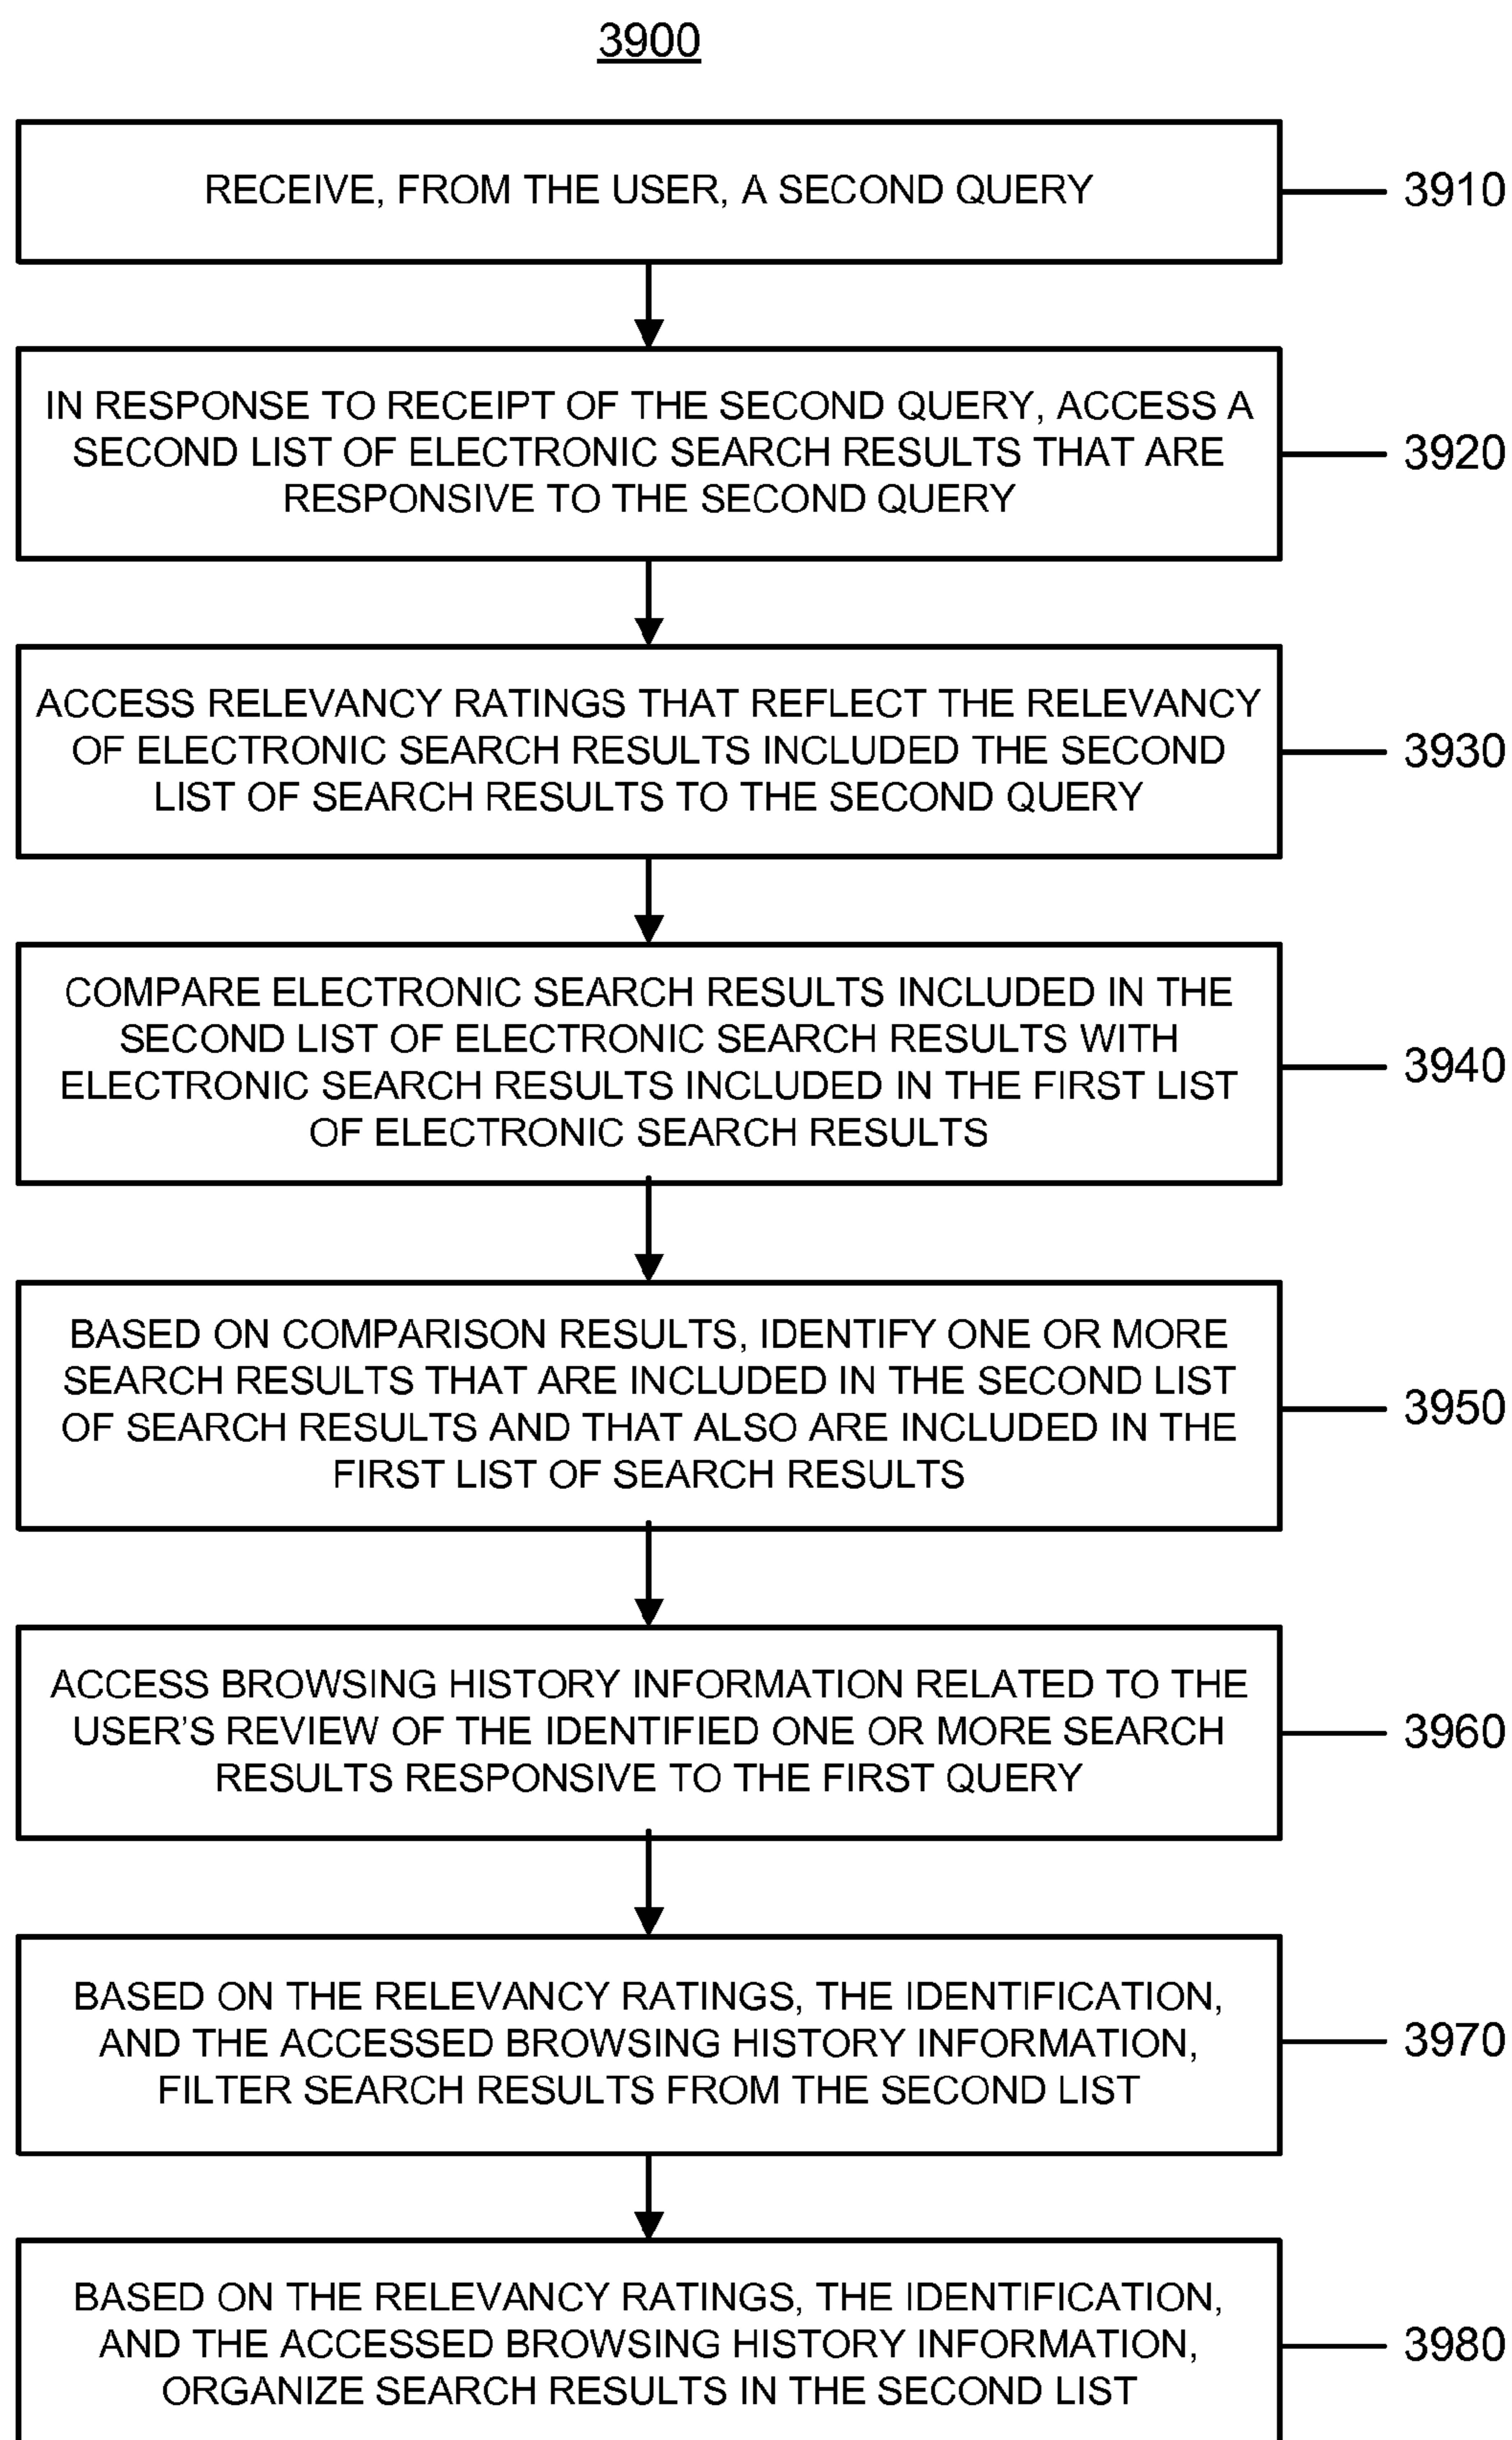 3900
RECEIVE, FROM THE USER, A SECOND QUERY
3910
IN RESPONSE TO RECEIPT OF THE SECOND QUERY, ACCESS A
SECOND LIST OF ELECTRONIC SEARCH RESULTS THAT ARE
RESPONSIVE TO THE SECOND QUERY
3920
ACCESS RELEVANCY RATINGS THAT REFLECT THE RELEVANCY
OF ELECTRONIC SEARCH RESULTS INCLUDED THE SECOND
LIST OF SEARCH RESULTS TO THE SECOND QUERY
3930
COMPARE ELECTRONIC SEARCH RESULTS INCLUDED IN THE
SECOND LIST OF ELECTRONIC SEARCH RESULTS WITH
ELECTRONIC SEARCH RESULTS INCLUDED IN THE FIRST LIST
OF ELECTRONIC SEARCH RESULTS
3940
BASED ON COMPARISON RESULTS, IDENTIFY ONE OR MORE
SEARCH RESULTS THAT ARE INCLUDED IN THE SECOND LIST
OF SEARCH RESULTS AND THAT ALSO ARE INCLUDED IN THE
FIRST LIST OF SEARCH RESULTS
3950
ACCESS BROWSING HISTORY INFORMATION RELATED TO THE
USER'S REVIEW OF THE IDENTIFIED ONE OR MORE SEARCH
RESULTS RESPONSIVE TO THE FIRST QUERY
3960
BASED ON THE RELEVANCY RATINGS, THE IDENTIFICATION,
AND THE ACCESSED BROWSING HISTORY INFORMATION,
FILTER SEARCH RESULTS FROM THE SECOND LIST
3970
BASED ON THE RELEVANCY RATINGS, THE IDENTIFICATION,
AND THE ACCESSED BROWSING HISTORY INFORMATION,
ORGANIZE SEARCH RESULTS IN THE SECOND LIST
3980